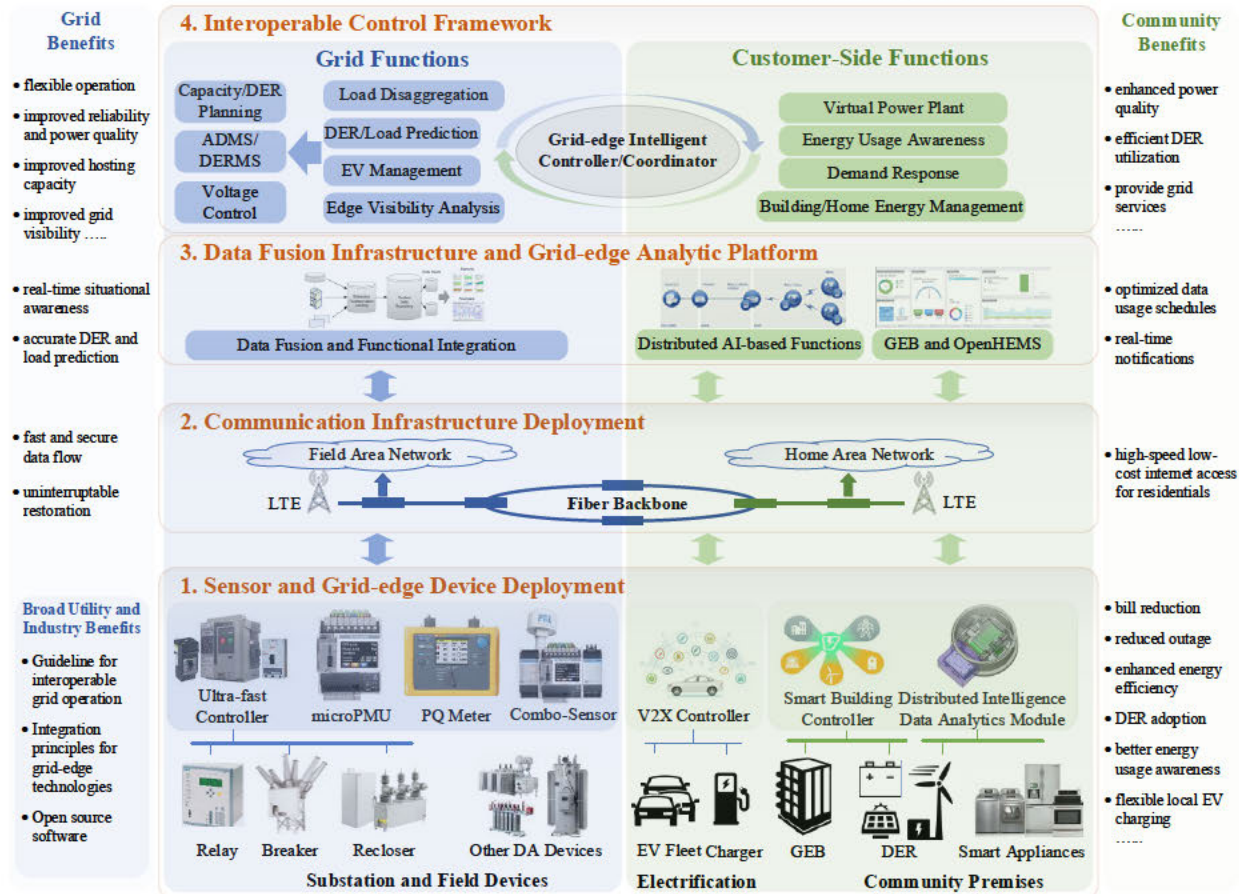 Grid
Benefits
• flexible operation
• improved reliability
and power quality
• improved hosting
capacity
• improved grid
visibility .....
• real-time situational
awareness
• accurate DER and
load prediction
• fast and secure
data flow
• uninterruptable
restoration
Broad Utility and
Industry Benefits
• Guideline for
interoperable
grid operation
• Integration
principles for
grid-edge
technologies
• Open source
software
4. Interoperable Control Framework
Grid Functions
Capacity/DER
Planning
ADMS/
DERMS
Voltage
Control
Load Disaggregation
DER/Load Prediction
EV Management
Edge Visibility Analysis
Grid-edge Intelligent
Controller/Coordinator
Customer-Side Functions
Virtual Power Plant
Energy Usage Awareness
Demand Response
Building/Home Energy Management
3. Data Fusion Infrastructure and Grid-edge Analytic Platform
Data Fusion and Functional Integration
Distributed AI-based Functions
GEB and OpenHEMS
2. Communication Infrastructure Deployment
Field Area Network
Home Area Network
LTE
Fiber Backbone
LTE
1. Sensor and Grid-edge Device Deployment
Ultra-fast
Controller
microPMU
PQ Meter
Combo-Sensor
V2X Controller
Smart Building
Controller
Distributed Intelligence
Data Analytics Module
Relay
Breaker
Recloser
Other DA Devices
EV Fleet
Charger
GEB
DER
Smart Appliances
Substation and Field Devices
Electrification
Community Premises
Community
Benefits
• enhanced power
quality
• efficient DER
utilization
• provide grid
services
.....
• optimized data
usage schedules
• real-time
notifications
• high-speed low-
cost internet access
for residentials
• bill reduction
• reduced outage
• enhanced energy
efficiency
• DER adoption
• better energy
usage awareness
• flexible local EV
charging
.....